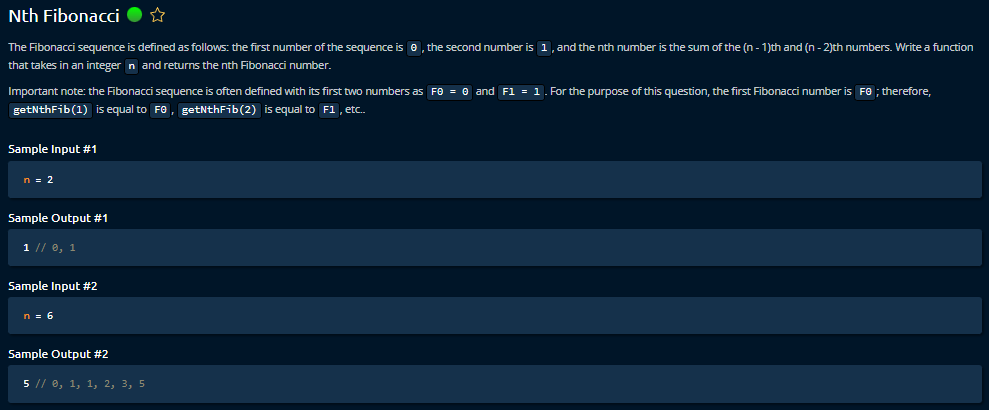 Nth Fibonacci
The Fibonacci sequence is defined as follows: the first number of the sequence is 0, the second number is 1, and the nth number is the sum of the (n - 1)th and (n - 2)th numbers. Write a function
that takes in an integer n and returns the nth Fibonacci number.
Important note: the Fibonacci sequence is often defined with its first two numbers as F0 = 0 and F1 = 1. For the purpose of this question, the first Fibonacci number is F0; therefore,
getNthFib(1) is equal to F0, getNthFib(2) is equal to F1, etc..
Sample Input #1
n = 2
Sample Output #1
1 // 0, 1
Sample Input #2
n = 6
Sample Output #2
5 // 0, 1, 1, 2, 3, 5